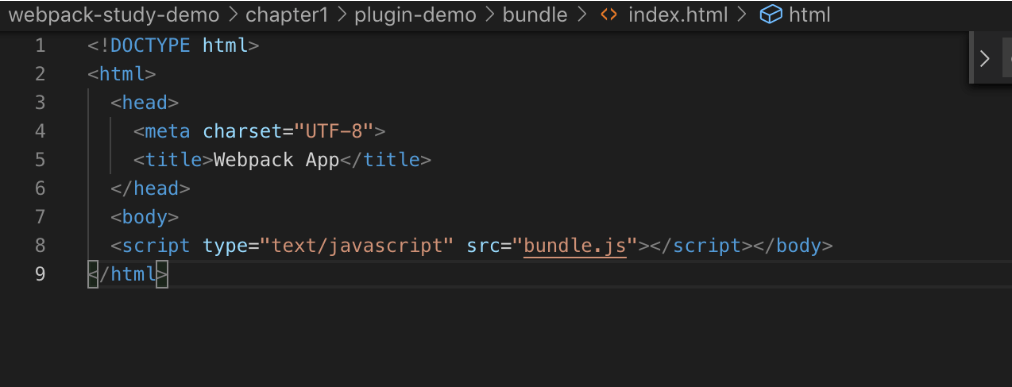 webpack-study-demo > chapter1 > plugin-demo > bundle > <> index.html > html
1 <!DOCTYPE html>
2 <html>
3 <head>
4 <meta charset="UTF-8">
5 <title>Webpack App</title>
6 </head>
7 <body>
8 <script type="text/javascript" src="bundle.js"></script></body>
9 </html>